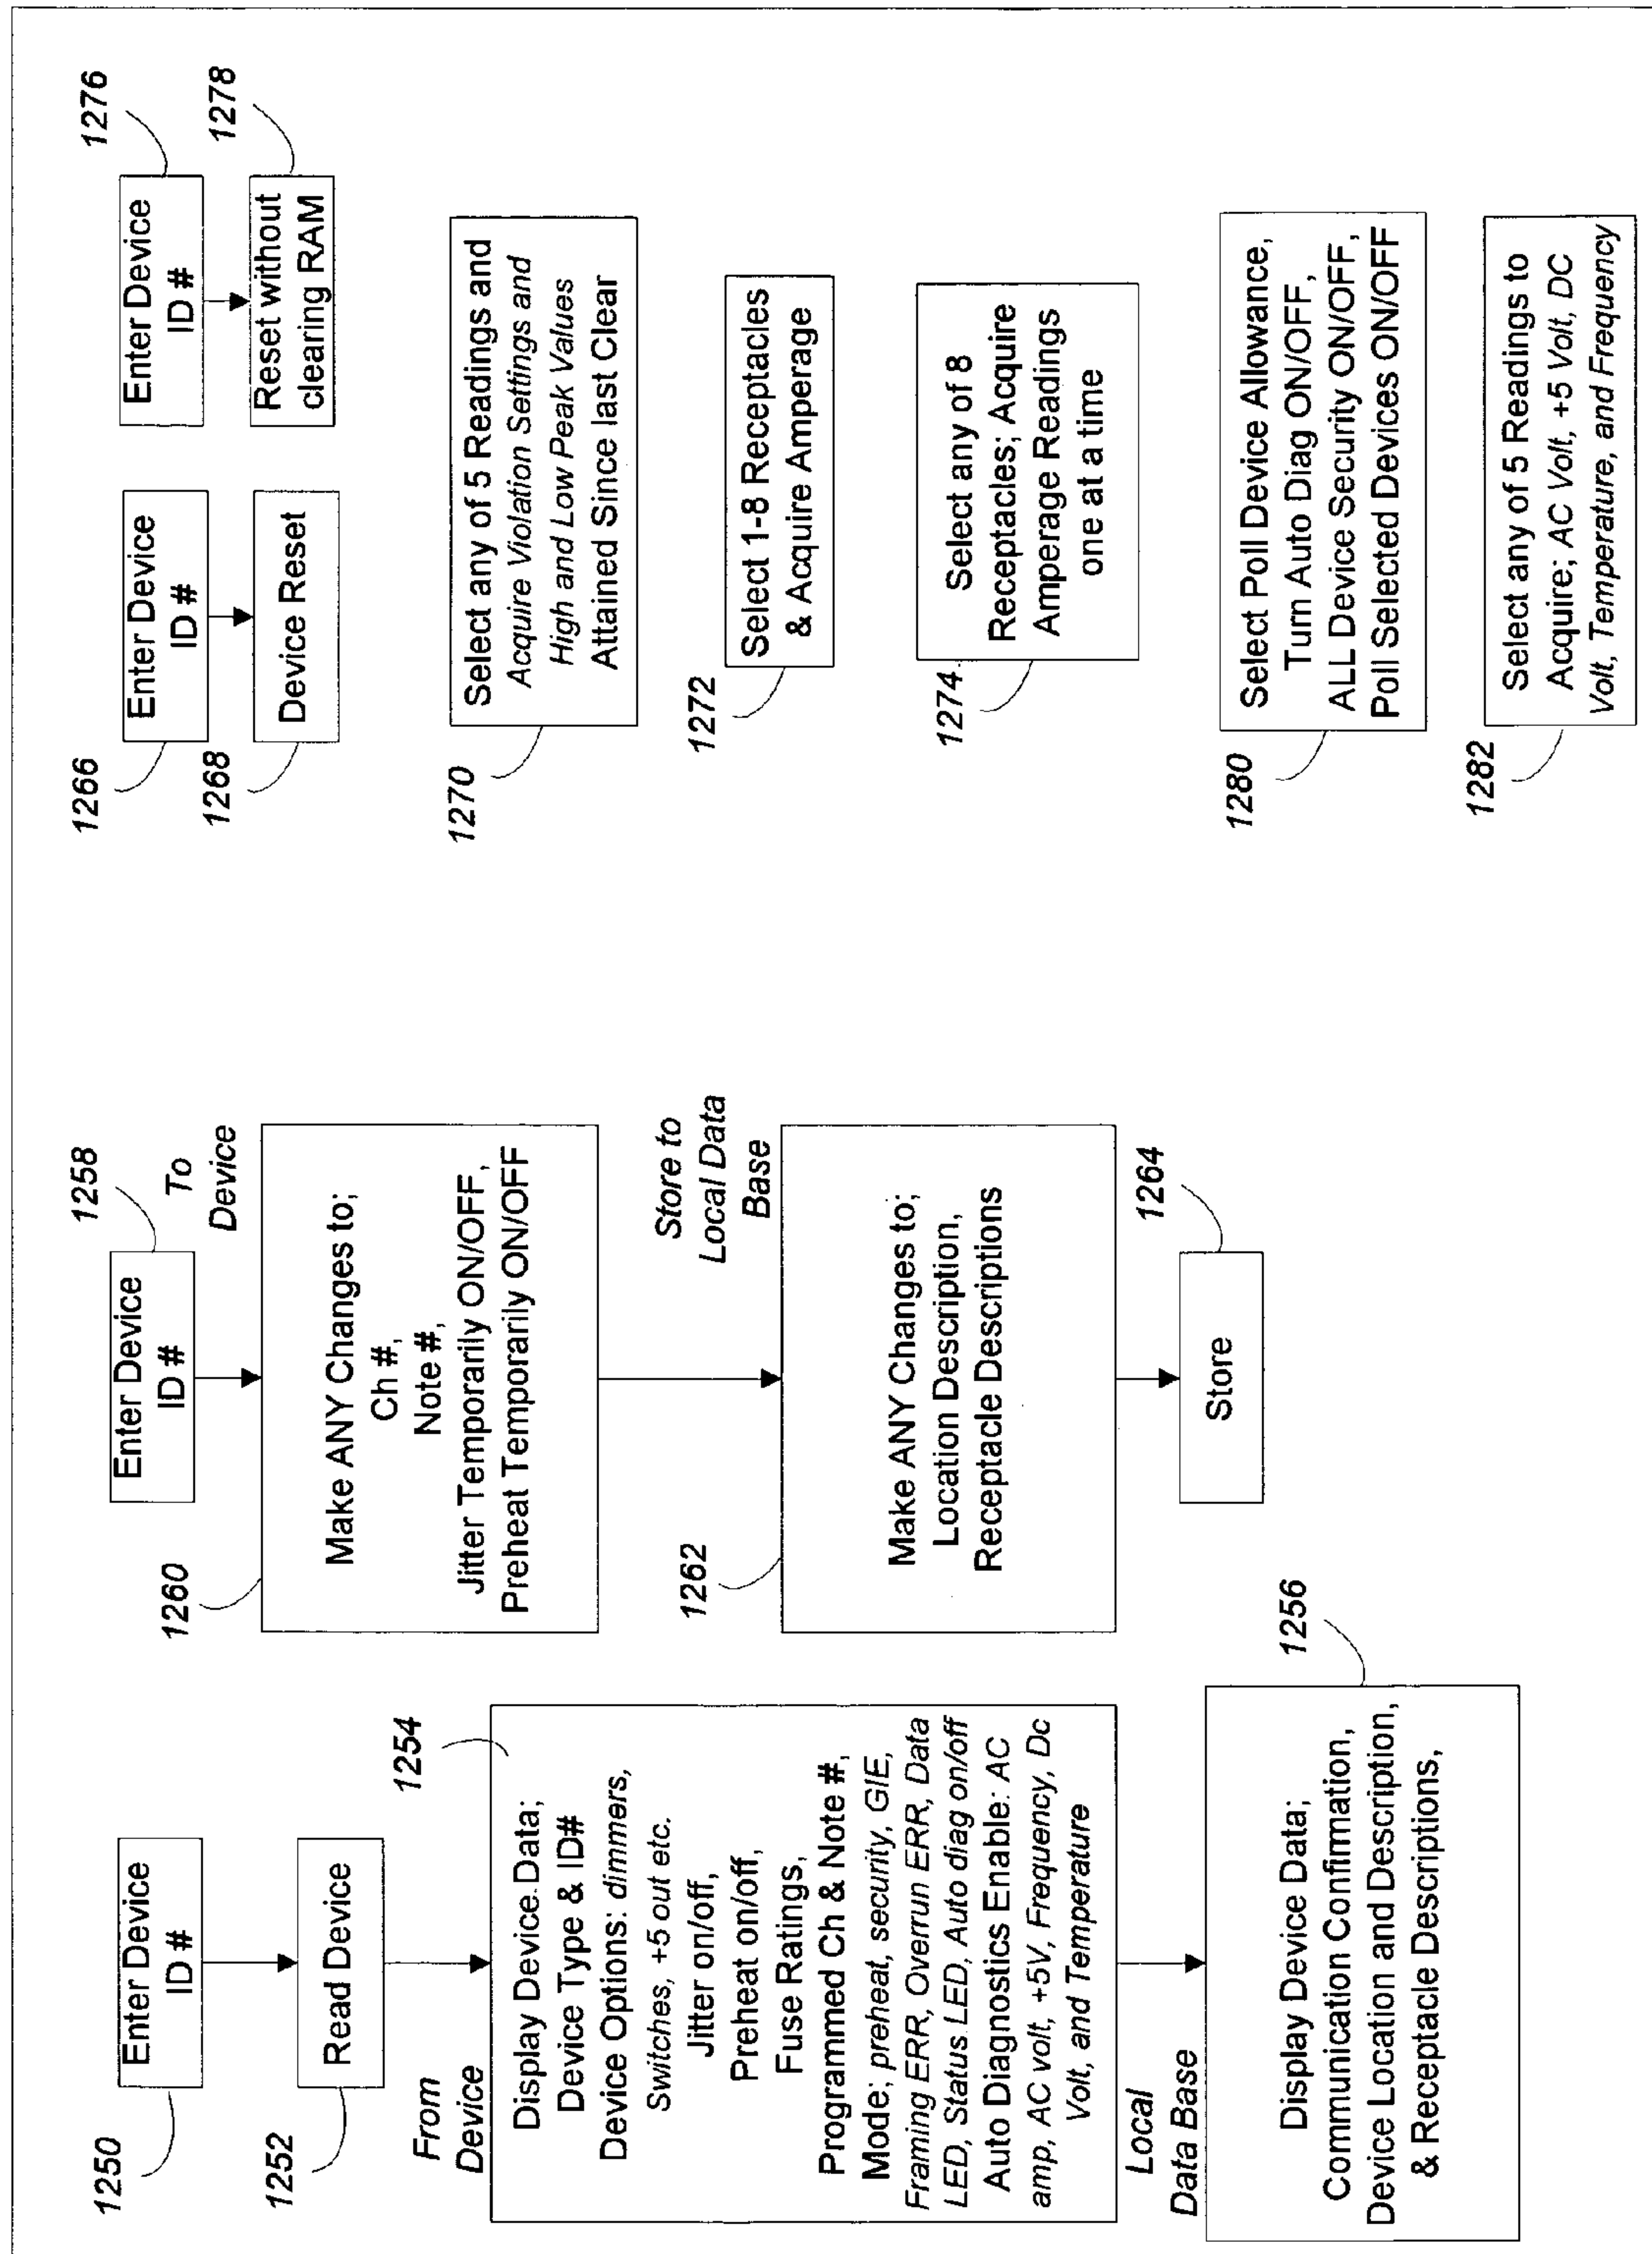 1250
Enter Device
ID #
1252
Read Device
From
Device
1254
Display Device Data;
Device Type & ID#
Device Options: dimmers,
Switches, +5 out etc.
Jitter on/off,
Preheat on/off,
Fuse Ratings,
Programmed Ch & Note #,
Mode; preheat, security, GIE,
Framing ERR, Overrun ERR, Data
LED, Status LED, Auto diag on/off
Auto Diagnostics Enable: AC
amp, AC volt, +5V, Frequency, Dc
Volt, and Temperature
Local
Data Base
1256
Display Device Data;
Communication Confirmation,
Device Location and Description,
& Receptacle Descriptions,
1258
Enter Device
ID #
To
Device
1260
Make ANY Changes to;
Ch #,
Note #,
Jitter Temporarily ON/OFF,
Preheat Temporarily ON/OFF
Store to
Local Data
Base
1262
Make ANY Changes to;
Location Description,
Receptacle Descriptions
1264
Store
1266
Enter Device
ID #
1268
Device Reset
1276
Enter Device
ID #
1278
Reset without
clearing RAM
1270
Select any of 5 Readings and
Acquire Violation Settings and
High and Low Peak Values
Attained Since last Clear
1272
Select 1-8 Receptacles
& Acquire Amperage
1274
Select any of 8
Receptacles; Acquire
Amperage Readings
one at a time
1280
Select Poll Device Allowance,
Turn Auto Diag ON/OFF,
ALL Device Security ON/OFF,
Poll Selected Devices ON/OFF
1282
Select any of 5 Readings to
Acquire; AC Volt, +5 Volt, DC
Volt, Temperature, and Frequency